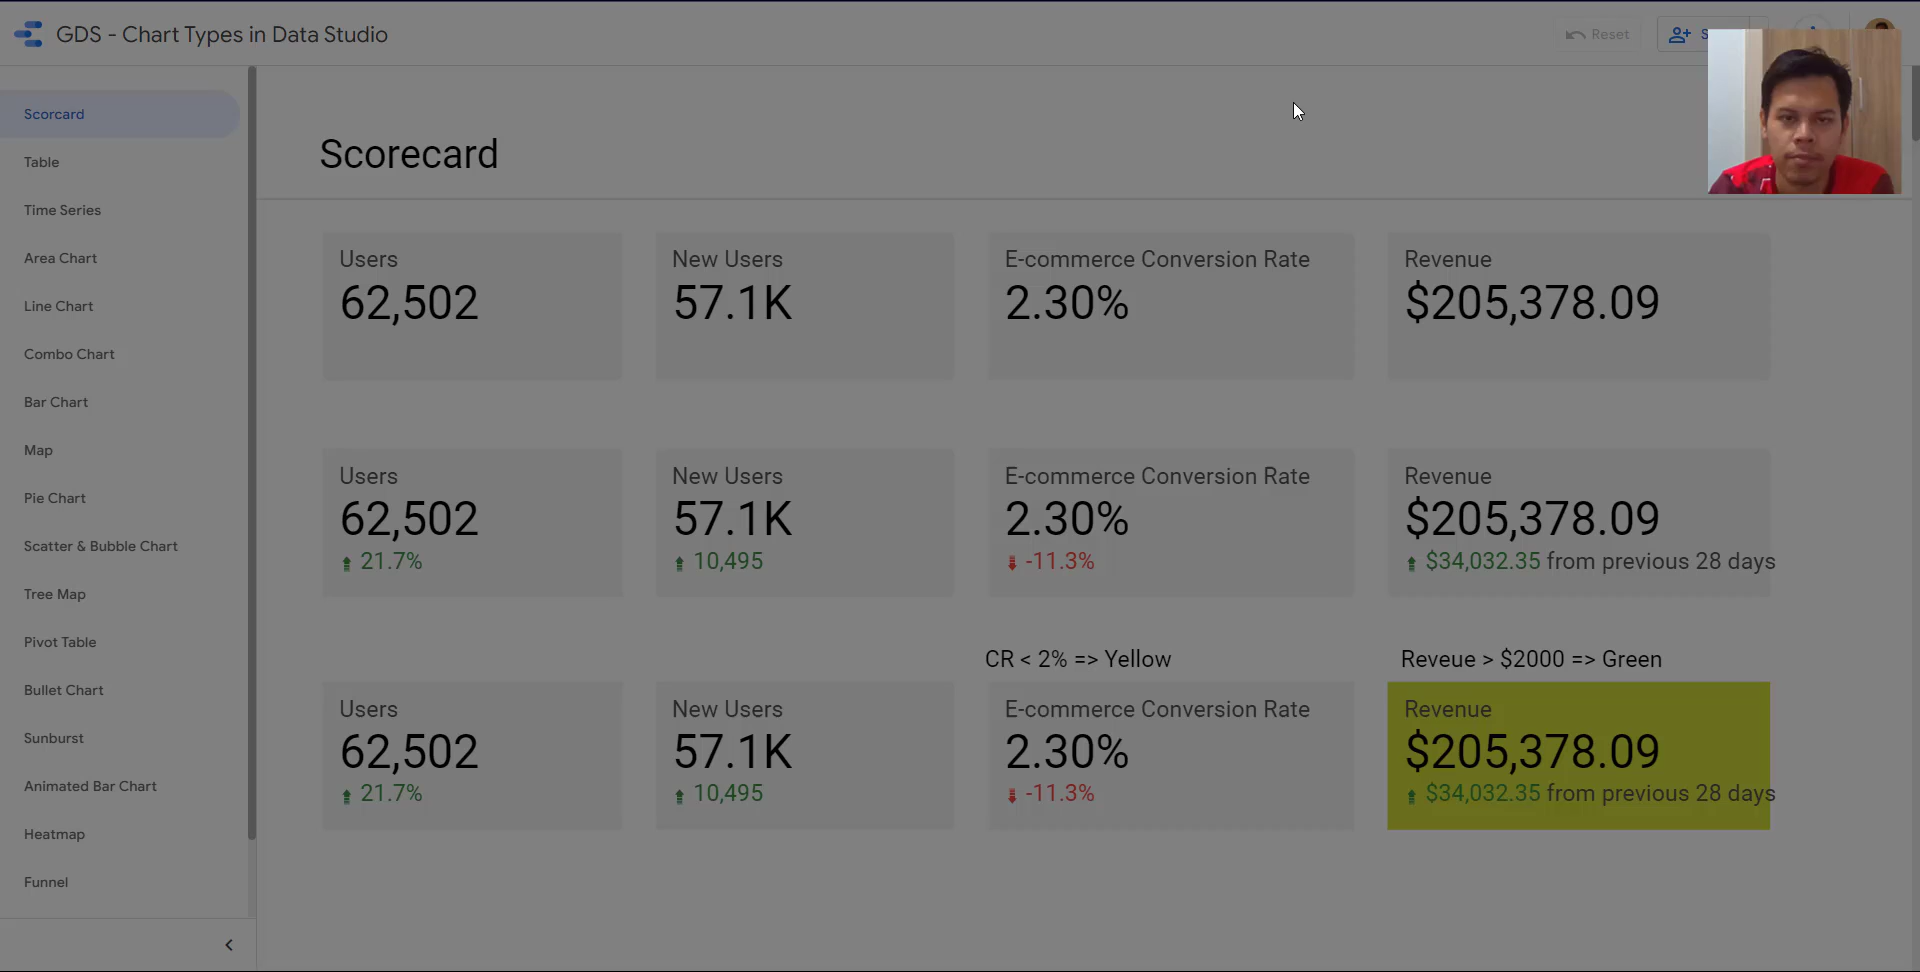 GDS - Chart Types in Data Studio
Reset
Scorcard
Table
Time Series
Area Chart
Line Chart
Combo Chart
Bar Chart
Map
Pie Chart
Scatter & Bubble Chart
Tree Map
Pivot Table
Bullet Chart
Sunburst
Animated Bar Chart
Heatmap
Funnel
Scorecard
Users
62,502
New Users
57.1K
E-commerce Conversion Rate
2.30%
Revenue
$205,378.09
Users
62,502
21.7%
New Users
57.1K
10,495
E-commerce Conversion Rate
2.30%
-11.3%
Revenue
$205,378.09
$34,032.35 from previous 28 days
CR < 2% => Yellow
Reveue > $2000 => Green
Users
62,502
21.7%
New Users
57.1K
10,495
E-commerce Conversion Rate
2.30%
-11.3%
Revenue
$205,378.09
$34,032.35 from previous 28 days